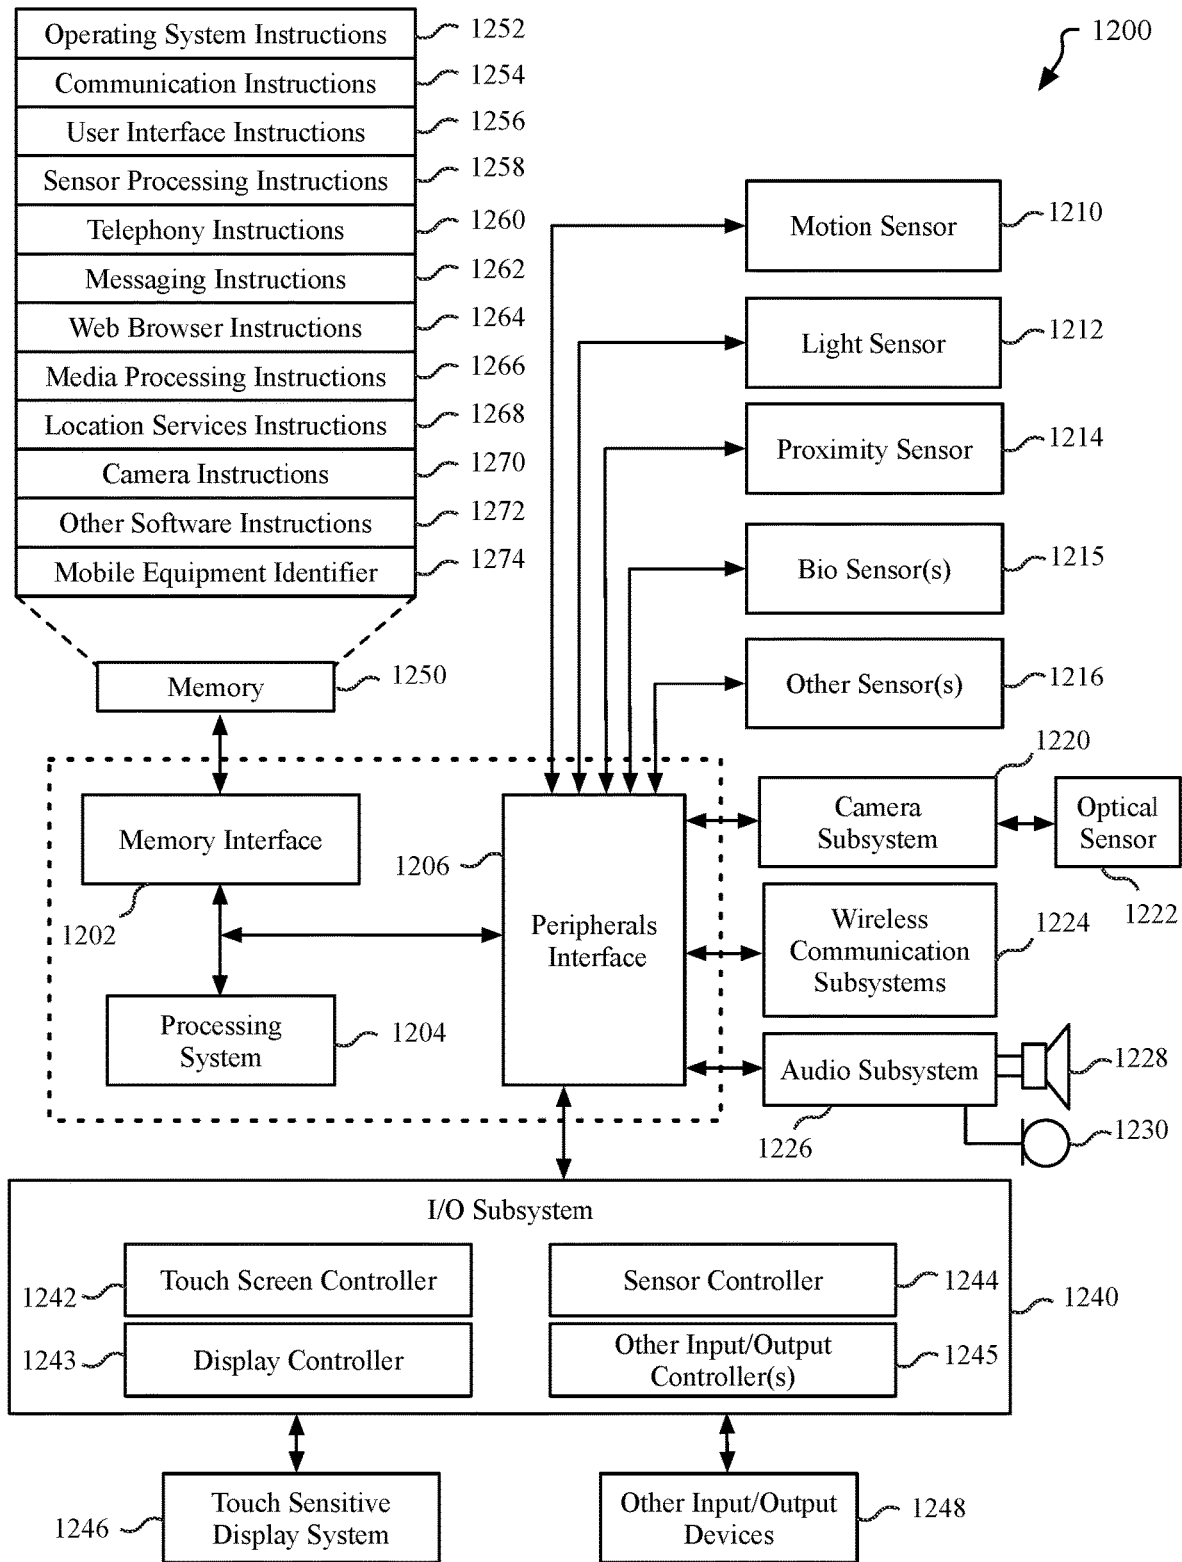 Operating System Instructions 1252
Communication Instructions 1254
User Interface Instructions 1256
Sensor Processing Instructions 1258
Telephony Instructions 1260
Messaging Instructions 1262
Web Browser Instructions 1264
Media Processing Instructions 1266
Location Services Instructions 1268
Camera Instructions 1270
Other Software Instructions 1272
Mobile Equipment Identifier 1274
Memory 1250
1200
Motion Sensor 1210
Light Sensor 1212
Proximity Sensor 1214
Bio Sensor(s) 1215
Other Sensor(s) 1216
Memory Interface
1202
Processing
System
1204
1206
Peripherals
Interface
1220
Camera
Subsystem
Optical
Sensor
1222
Wireless
Communication
Subsystems
1224
Audio Subsystem
1226
1228
1230
I/O Subsystem
1240
Touch Screen Controller
1242
Display Controller
1243
Sensor Controller
1244
Other Input/Output
Controller(s)
1245
Touch Sensitive
Display System
1246
Other Input/Output
Devices
1248